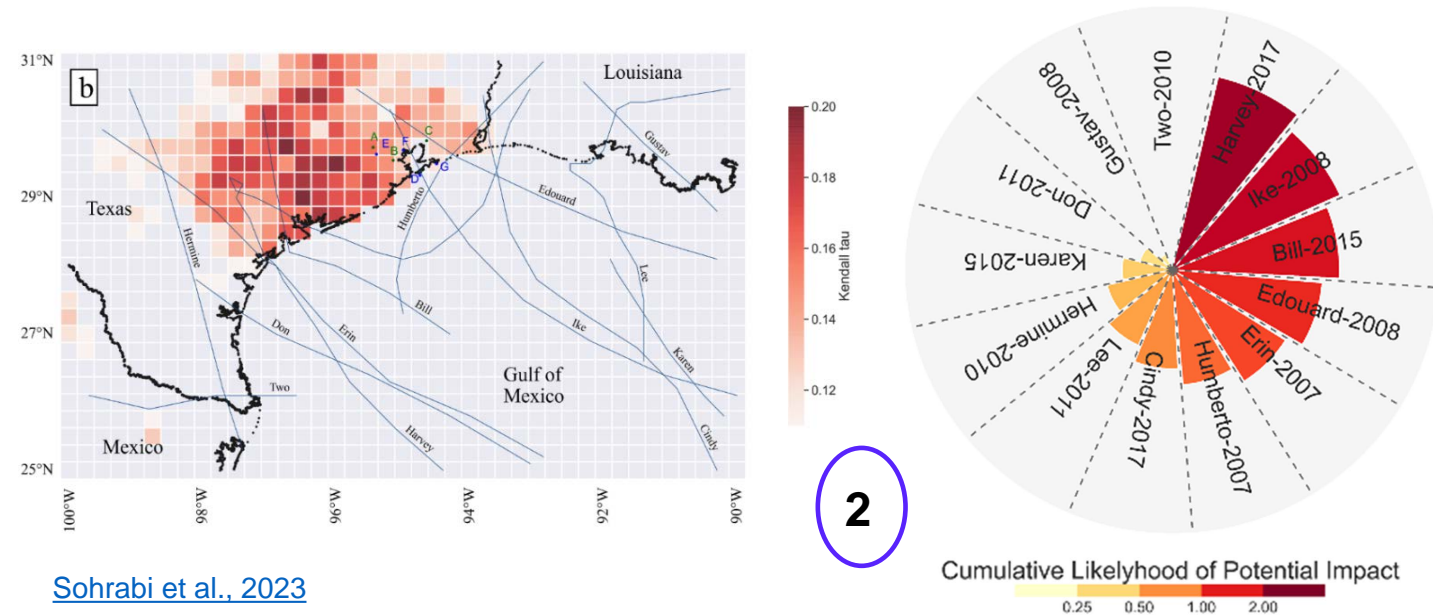 31°N
29°N
27°N
25°N
100°W
98°W
96°W
94°W
92°W
90°W
b
Louisiana
Texas
Mexico
Gulf of
Mexico
A
E
B
F
C
D
G
Gustav
Edouard
Humberto
Hermine
Lee
Bill
Ike
Don
Erin
Karen
Two
Harvey
Cindy
0.20
0.18
0.16
0.14
0.12
Kendall tau
Sohrabi et al., 2023
2
Two-2010
Harvey-2017
Ike-2008
Bill-2015
Edouard-2008
Erin-2007
Humberto-2007
Cindy-2017
Lee-2011
Hermine-2010
Karen-2015
Don-2011
Gustav-2008
Cumulative Likelyhood of Potential Impact
0.25 0.50 1.00 2.00